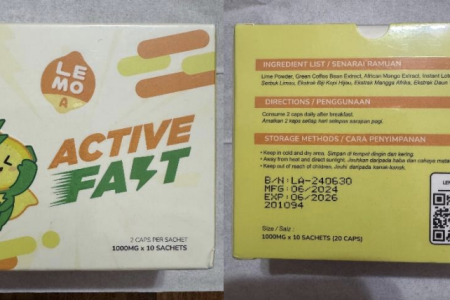 LE
MO
A
ACTIVE
FAST
2 CAPS PER SACHET
1000MG x 10 SACHETS
INGREDIENT LIST / SENARAI RAMUAN
Lime Powder, Green Coffee Bean Extract, African Mango Extract, Instant Lot
Serbuk Limau, Ekstrak Biji Kopi Hijau, Ekstrak Mangga Afrika, Ekstrak Daun
DIRECTIONS / PENGGUNAAN
Consume 2 caps daily after breakfast.
Amalkan 2 kaps setiap hari selepas sarapan pagi.
STORAGE METHODS / CARA PENYIMPANAN
• Keep in cold and dry area. Simpan di tempat dingin dan kering.
• Away from heat and direct sunlight. Jauhkan daripada haba dan cahaya mata
• Keep out of reach of children. Jauhi daripada kanak-kanak.
B/N:LA-240630
MFG:06/2024
EXP:06/2026
201094
LE
Size / Saiz :
1000MG x 10 SACHETS (20 CAPS)